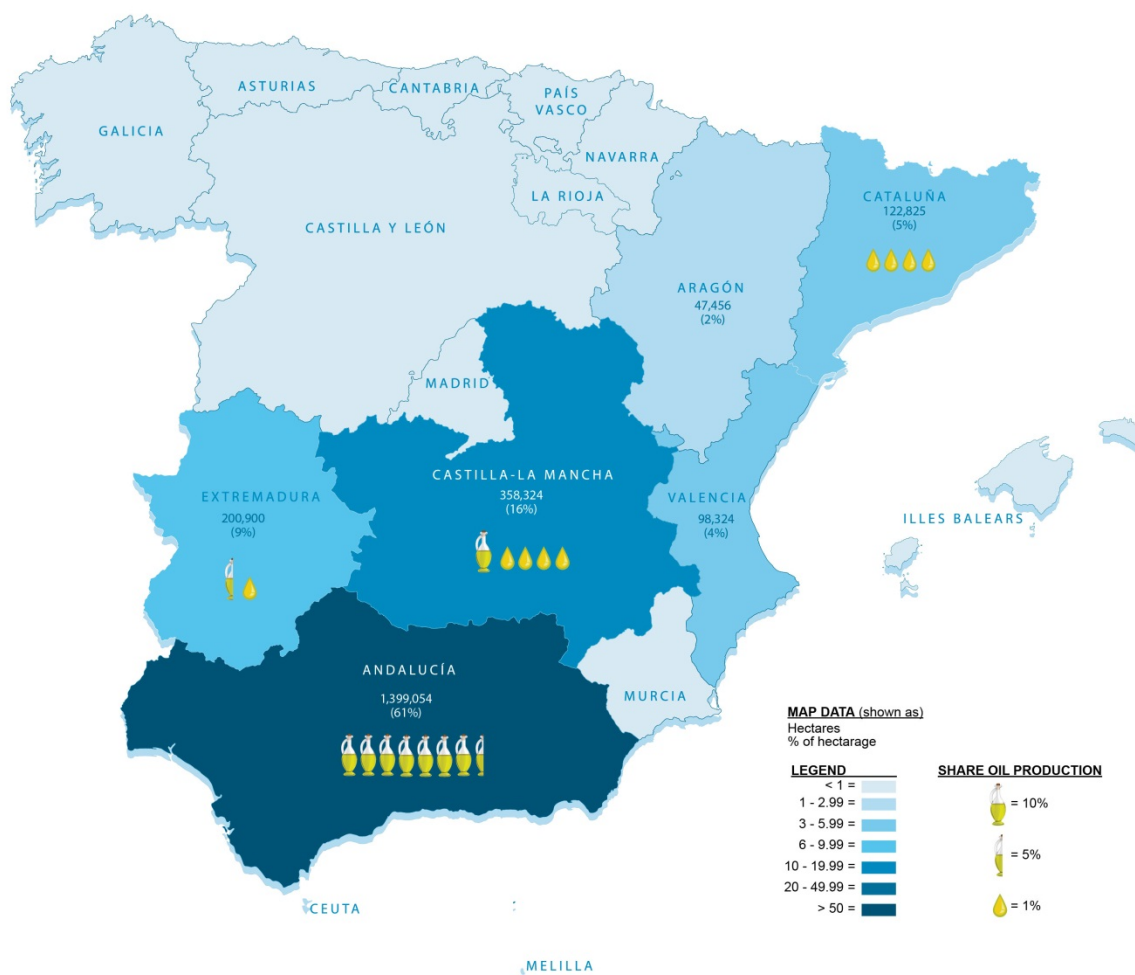 ASTURIAS
CANTABRIA
PAÍS
VASCO
GALICIA
NAVARRA
LA RIOJA
CASTILLA Y LEÓN
CATALUÑA
122,825
(5%)
ARAGÓN
47,456
(2%)
MADRID
CASTILLA-LA MANCHA
358,324
(16%)
EXTREMADURA
200,900
(9%)
VALENCIA
98,324
(4%)
ILLES BALEARS
ANDALUCÍA
1,399,054
(61%)
MURCIA
CEUTA
MELILLA
MAP DATA (shown as)
Hectares
% of hectarage
LEGEND
< 1 =
1 - 2.99 =
3 - 5.99 =
6 - 9.99 =
10 - 19.99 =
20 - 49.99 =
> 50 =
SHARE OIL PRODUCTION
= 10%
= 5%
= 1%